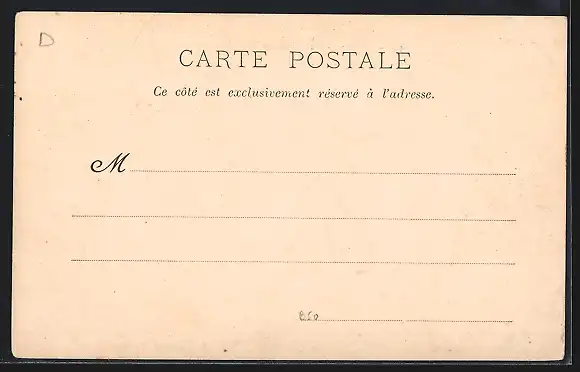 D
CARTE POSTALE
Ce côté est exclusivement réservé à l'adresse.
M